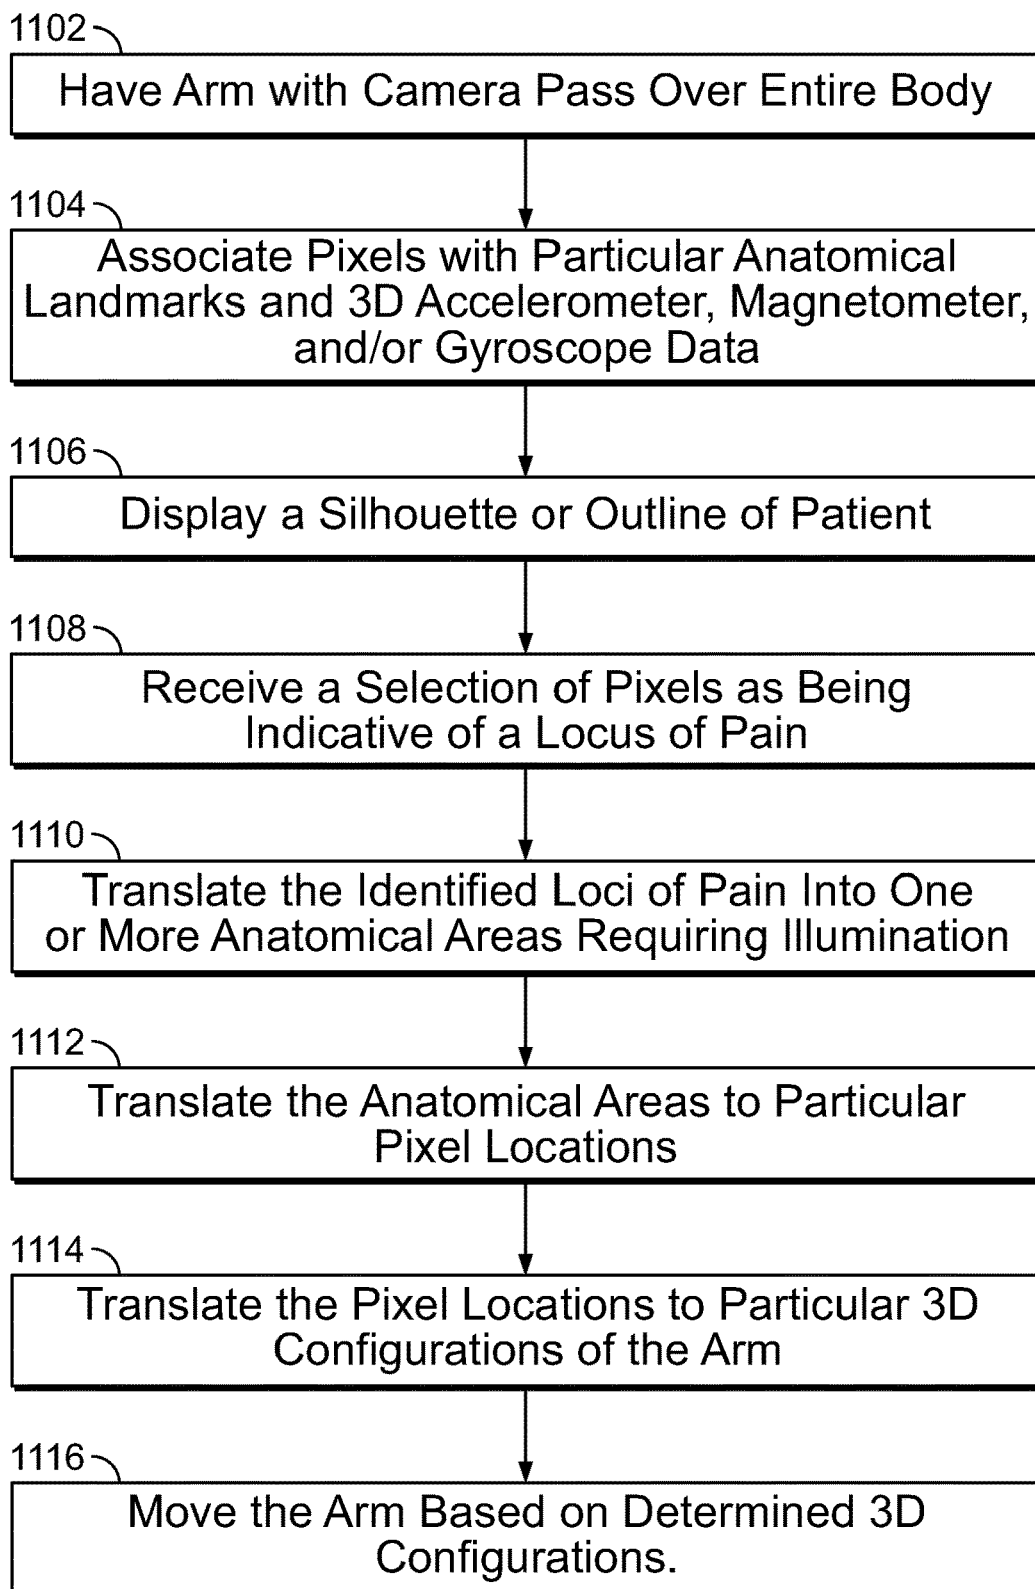 1102
Have Arm with Camera Pass Over Entire Body
1104
Associate Pixels with Particular Anatomical
Landmarks and 3D Accelerometer, Magnetometer,
and/or Gyroscope Data
1106
Display a Silhouette or Outline of Patient
1108
Receive a Selection of Pixels as Being
Indicative of a Locus of Pain
1110
Translate the Identified Loci of Pain Into One
or More Anatomical Areas Requiring Illumination
1112
Translate the Anatomical Areas to Particular
Pixel Locations
1114
Translate the Pixel Locations to Particular 3D
Configurations of the Arm
1116
Move the Arm Based on Determined 3D
Configurations.